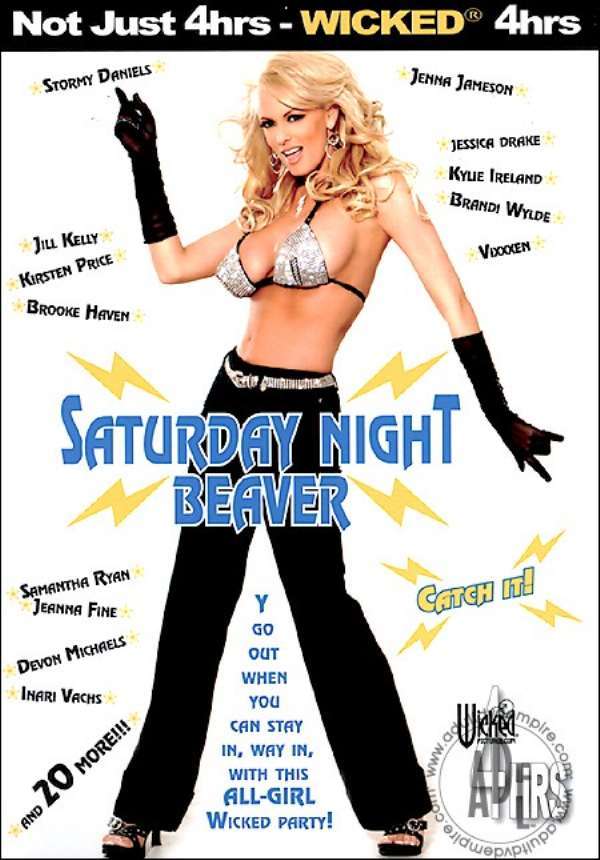 Not Just 4hrs - WICKED® 4hrs
STORMY DANIELS
JENNA JAMESON
JESSICA DRAKE
KYLIE IRELAND
BRANDI WYLDE
VIXXXEN
JILL KELLY
KIRSTEN PRICE
BROOKE HAVEN
SATURDAY NIGHT
BEAVER
CATCH IT!
SAMANTHA RYAN
JEANNA FINE
DEVON MICHAELS
INARI VACHS
AND 20 MORE!!!
Y
GO
OUT
WHEN
YOU
CAN STAY
IN, WAY IN,
WITH THIS
ALL-GIRL
WICKED PARTY!
Wicked
PICTURES.COM
HRS
www.adultdvdempire.com